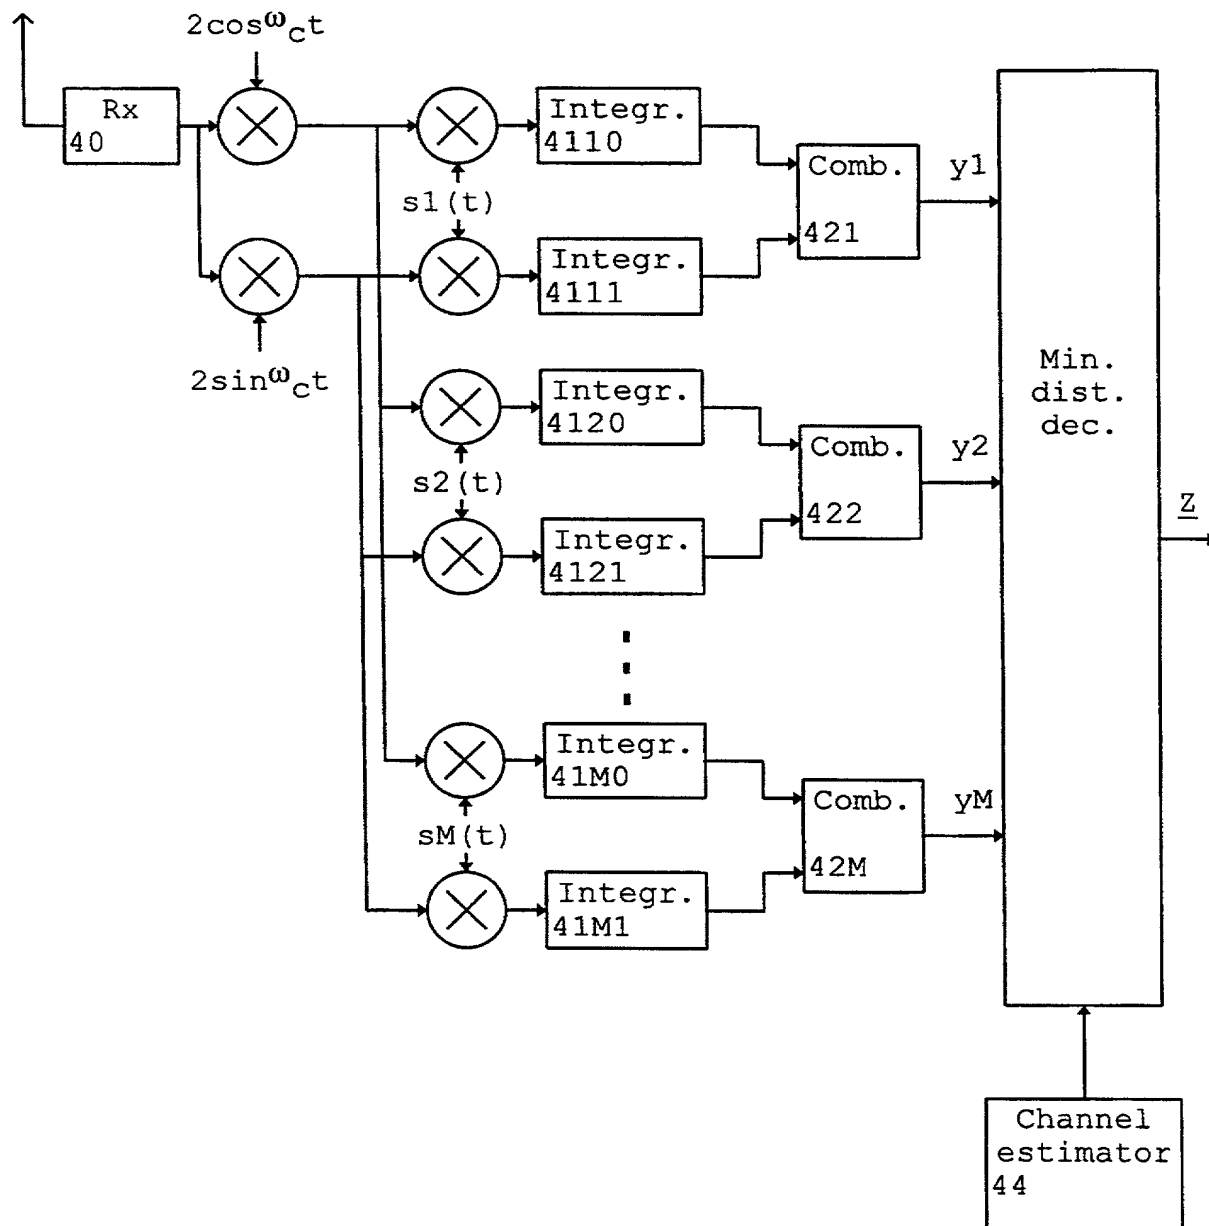 2cosωct
Rx
40
Integr.
4110
Comb.
421
y1
s1(t)
Integr.
4111
2sinωct
Integr.
4120
Comb.
422
y2
s2(t)
Integr.
4121
Min.
dist.
dec.
Z
Integr.
41M0
Comb.
42M
yM
sM(t)
Integr.
41M1
Channel
estimator
44